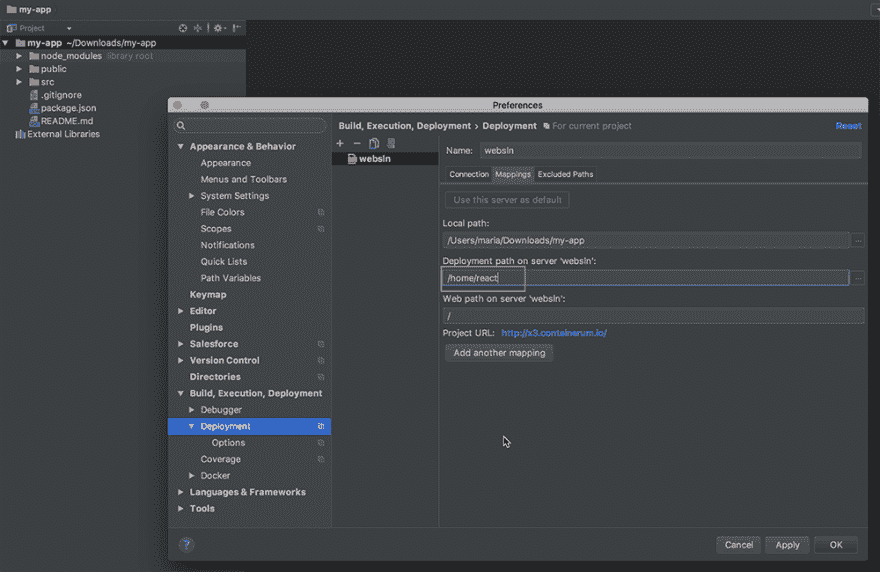 my-app
Project
my-app ~/Downloads/my-app
node_modules library root
public
src
.gitignore
package.json
README.md
External Libraries
Preferences
Appearance & Behavior
Appearance
Menus and Toolbars
System Settings
File Colors
Scopes
Notifications
Quick Lists
Path Variables
Keymap
Editor
Plugins
Salesforce
Version Control
Directories
Build, Execution, Deployment
Debugger
Deployment
Options
Coverage
Docker
Languages & Frameworks
Tools
Build, Execution, Deployment › Deployment For current project
Reset
websln
Name: websln
Connection Mappings Excluded Paths
Use this server as default
Local path:
/Users/maria/Downloads/my-app
Deployment path on server 'websln':
/home/react
Web path on server 'websln':
/
Project URL: http://x3.containerum.io/
Add another mapping
?
Cancel Apply OK